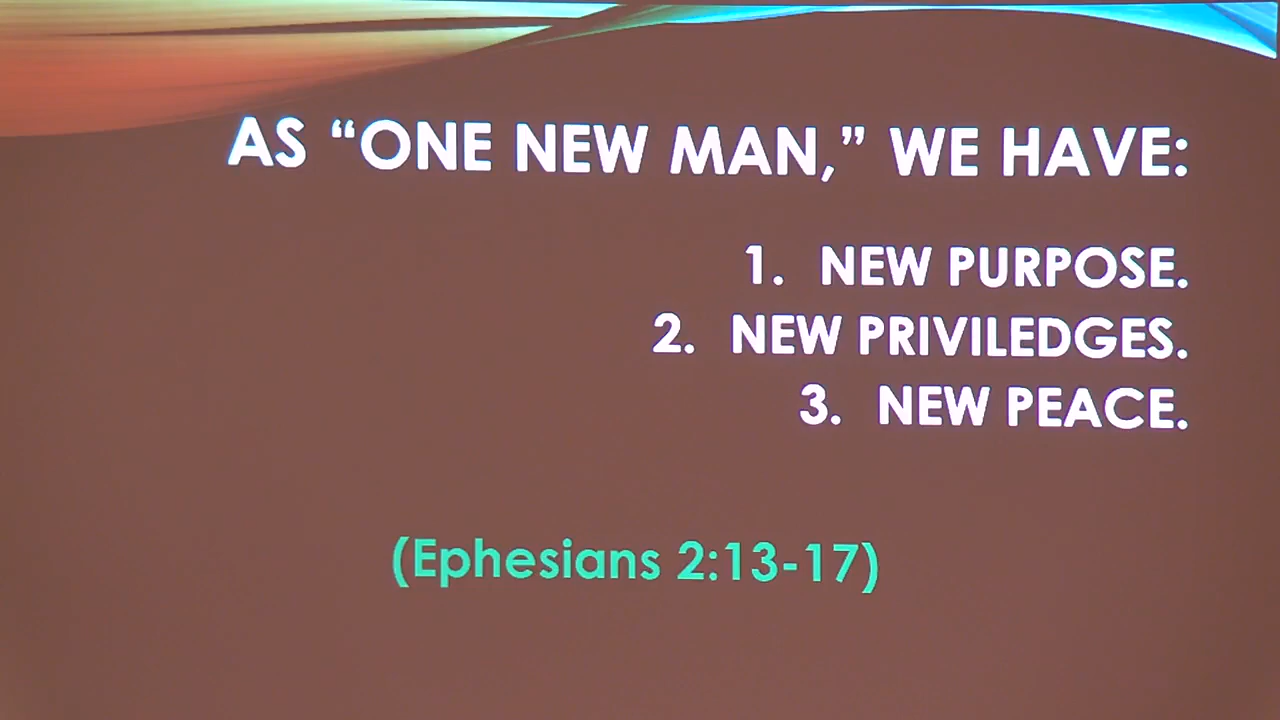 AS “ONE NEW MAN,” WE HAVE:
1. NEW PURPOSE.
2. NEW PRIVILEDGES.
3. NEW PEACE.
(Ephesians 2:13-17)